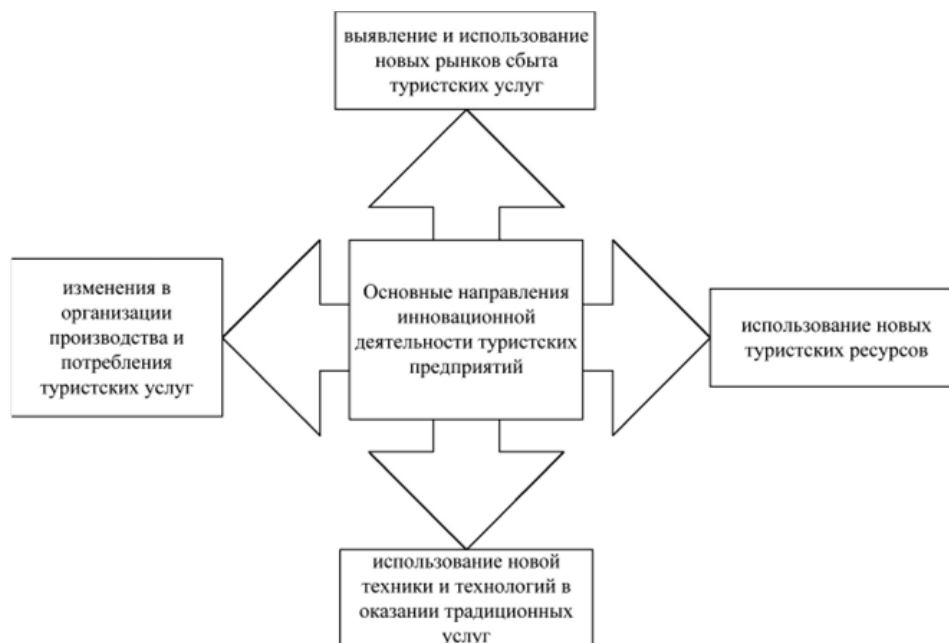 выявление и использование
новых рынков сбыта
туристских услуг
изменения в
организации
производства и
потребления
туристских услуг
Основные направления
инновационной
деятельности туристских
предприятий
использование новых
туристских ресурсов
использование новой
техники и технологий в
оказании традиционных
услуг